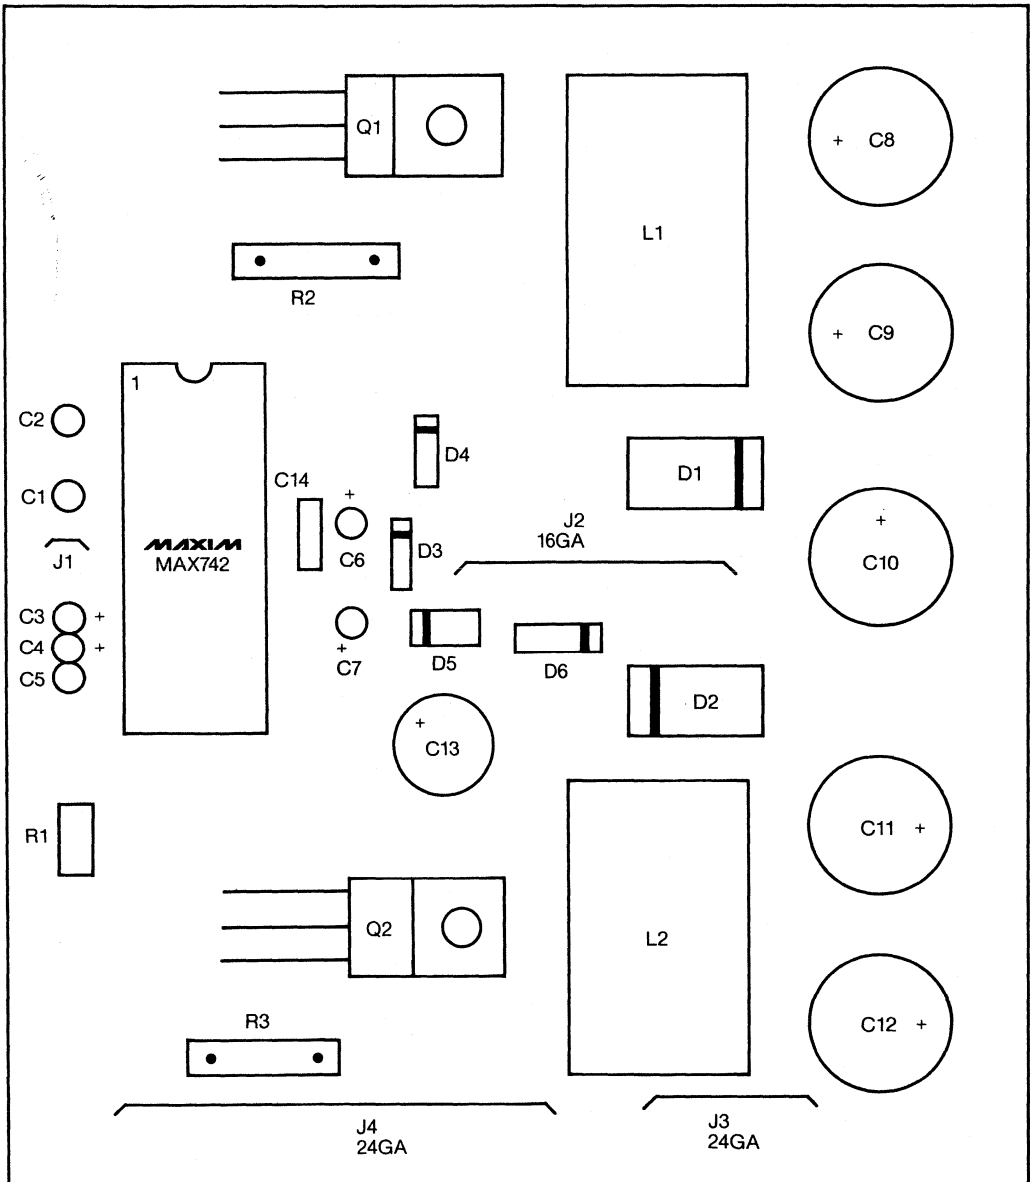 Q1
+ C8
L1
R2
+ C9
1
C2
D4
D1
C14
C1
+
J2
16GA
+
MAXIM
MAX742
J1
C6
D3
C10
C3 +
C4 +
C5
+
C7
D5
D6
D2
+
C13
R1
C11 +
Q2
L2
R3
C12 +
J4
24GA
J3
24GA